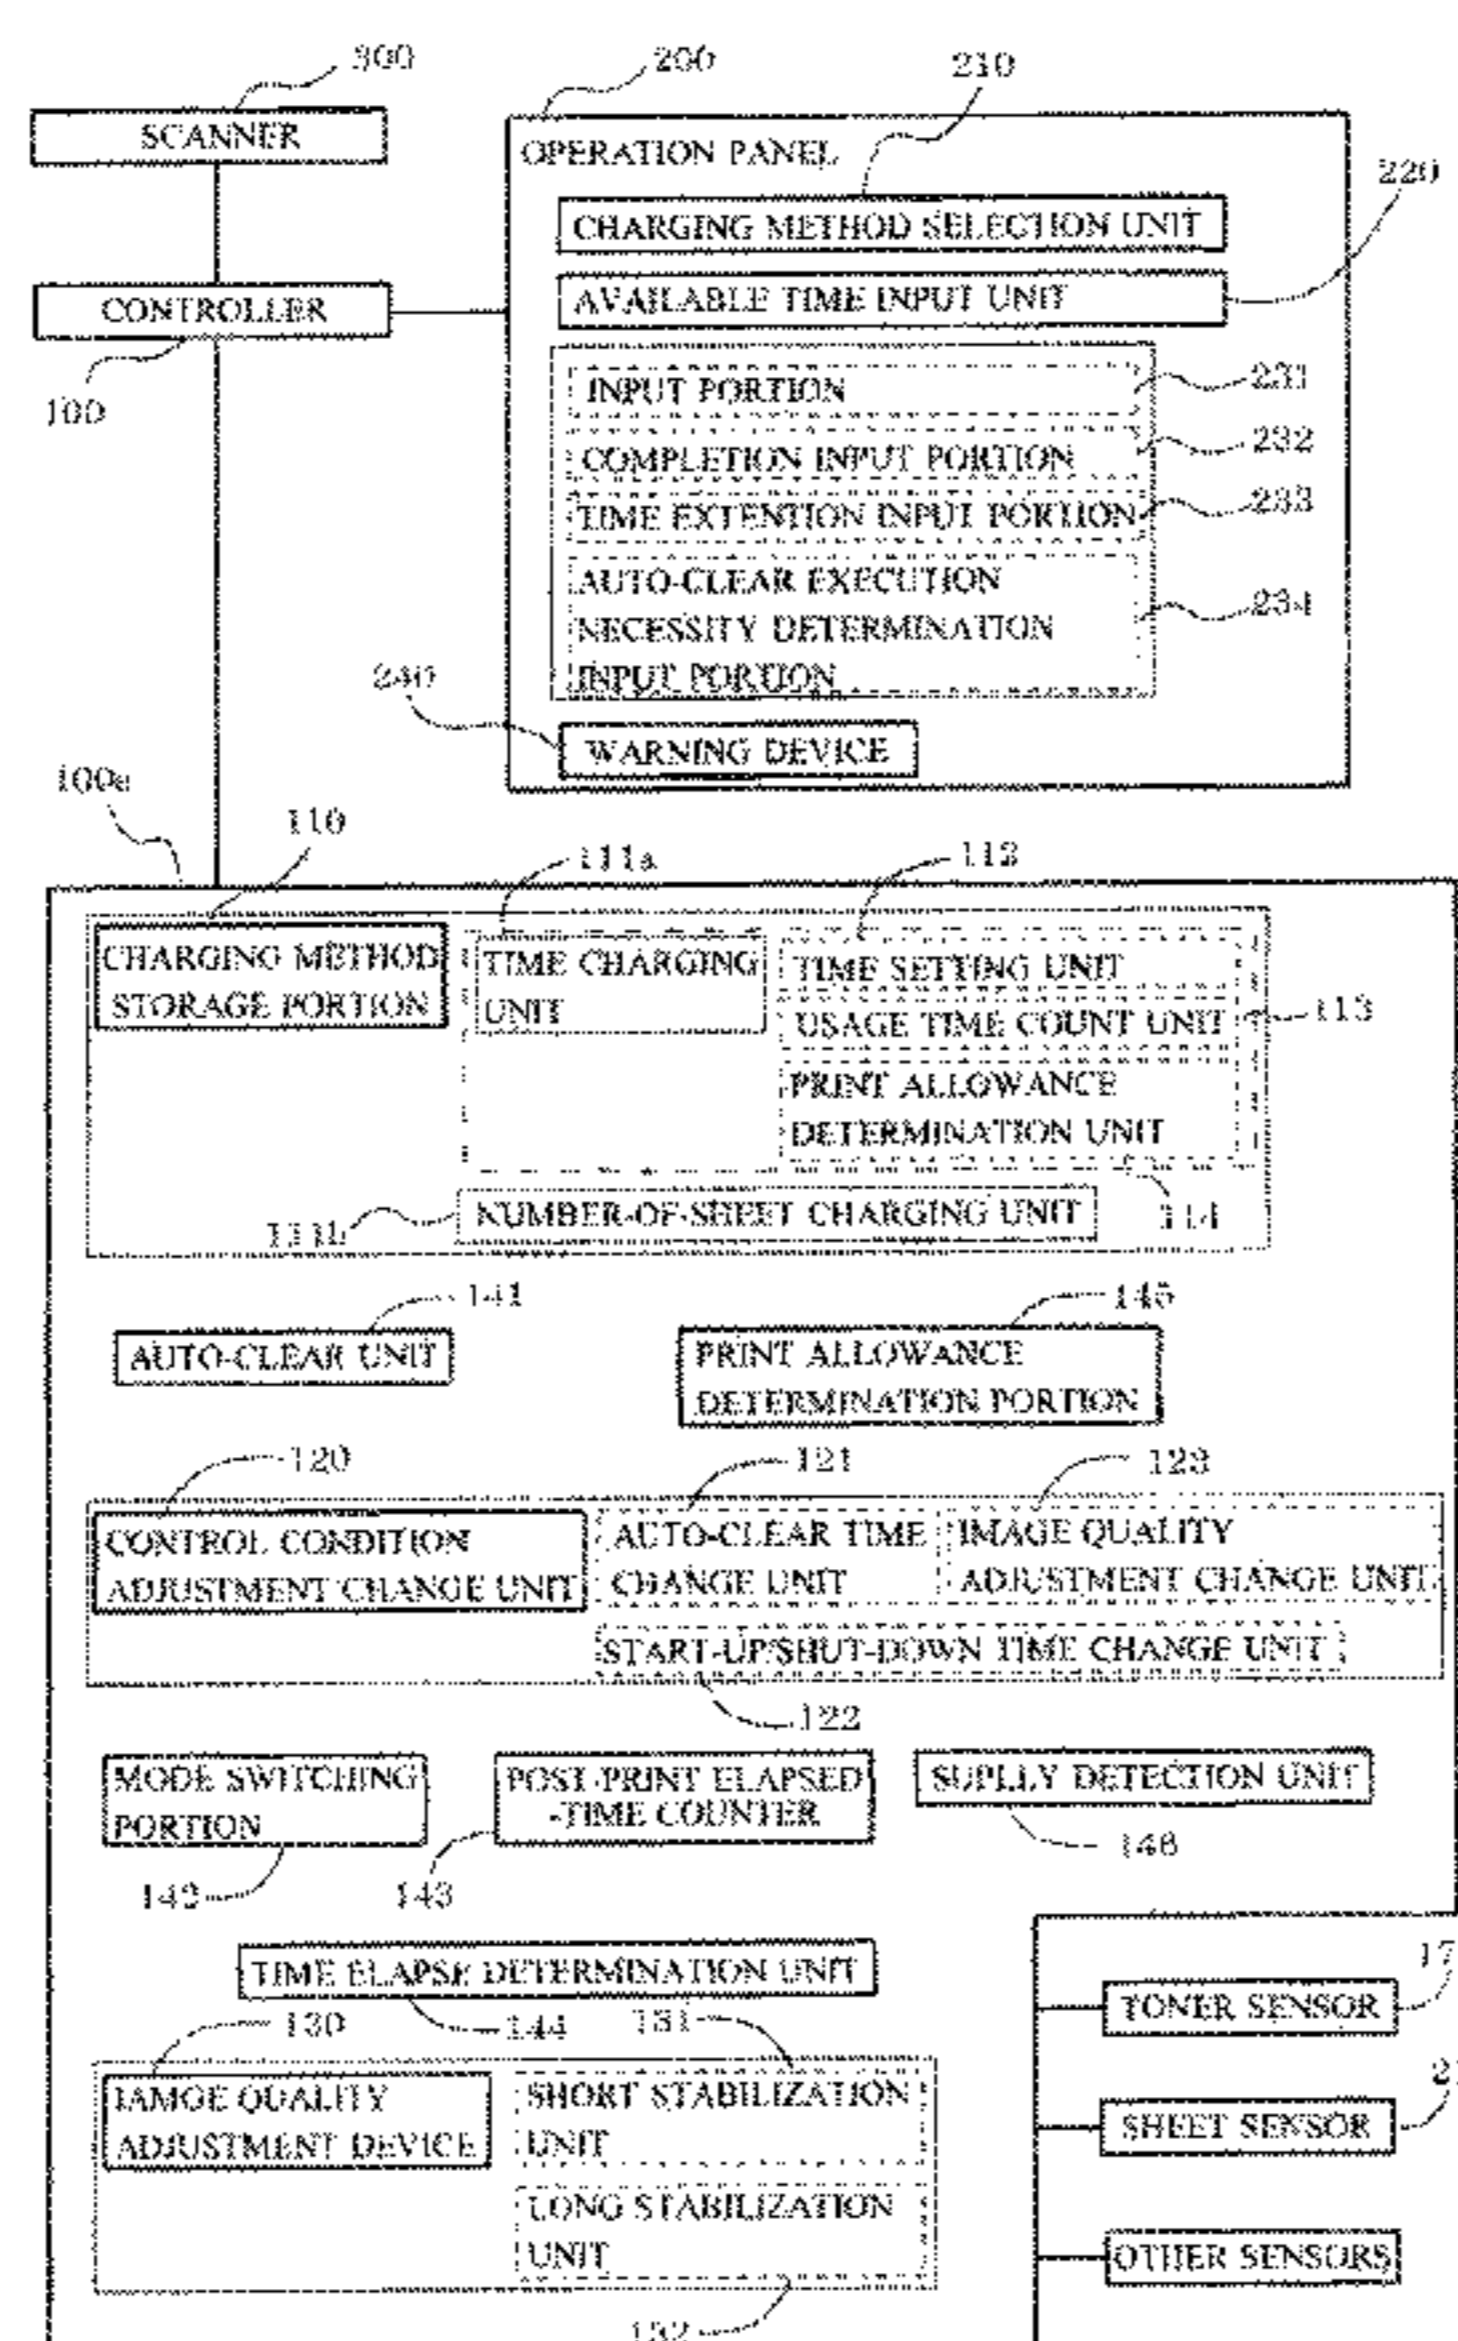 300
200
210
SCANNER
OPERATION PANEL
220
CHARGING METHOD SELECTION UNIT
CONTROLLER
AVAILABLE TIME INPUT UNIT
100
INPUT PORTION
231
COMPLETION INPUT PORTION
232
TIME EXTENTION INPUT PORTION
233
AUTO-CLEAR EXECUTION
NECESSITY DETERMINATION
INPUT PORTION
234
240
WARNING DEVICE
100a
110
111a
112
CHARGING METHOD
STORAGE PORTION
TIME CHARGING
UNIT
TIME SETTING UNIT
USAGE TIME COUNT UNIT
113
PRINT ALLOWANCE
DETERMINATION UNIT
111b
NUMBER-OF-SHEET CHARGING UNIT
114
141
145
AUTO-CLEAR UNIT
PRINT ALLOWANCE
DETERMINATION PORTION
120
121
123
CONTROL CONDITION
ADJUSTMENT CHANGE UNIT
AUTO-CLEAR TIME
CHANGE UNIT
IMAGE QUALITY
ADJUSTMENT CHANGE UNIT
START-UP/SHUT-DOWN TIME CHANGE UNIT
122
MODE SWITCHING
PORTION
POST-PRINT ELAPSED
-TIME COUNTER
SUPLLY DETECTION UNIT
142
143
146
TIME ELAPSE DETERMINATION UNIT
17
TONER SENSOR
130
144
131
IAMGE QUALITY
ADJUSTMENT DEVICE
SHORT STABILIZATION
UNIT
SHEET SENSOR
LONG STABILIZATION
UNIT
OTHER SENSORS
132